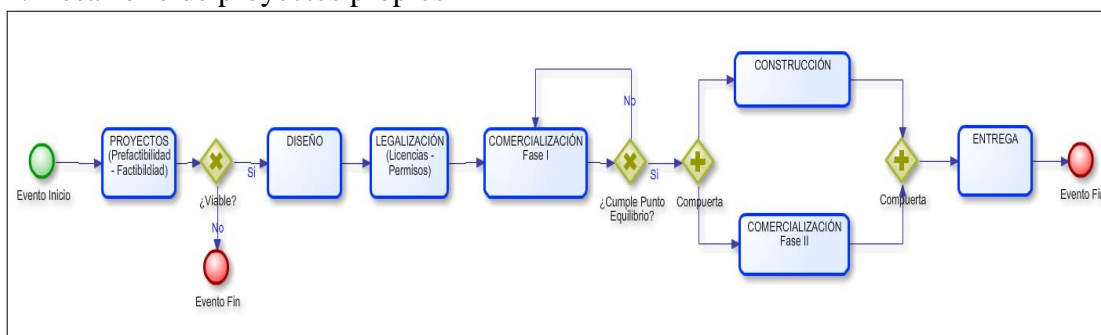 CONSTRUCCIÓN
No
PROYECTOS
(Prefactibilidad
- Factibildiad)
DISEÑO
LEGALIZACIÓN
(Licencias -
Permisos)
COMERCIALIZACIÓN
Fase I
ENTREGA
Evento Inicio
Si
¿Viable?
No
Evento Fin
Si
¿Cumple Punto
Equilibrio?
Compuerta
Compuerta
Evento Fin
COMERCIALIZACIÓN
Fase II